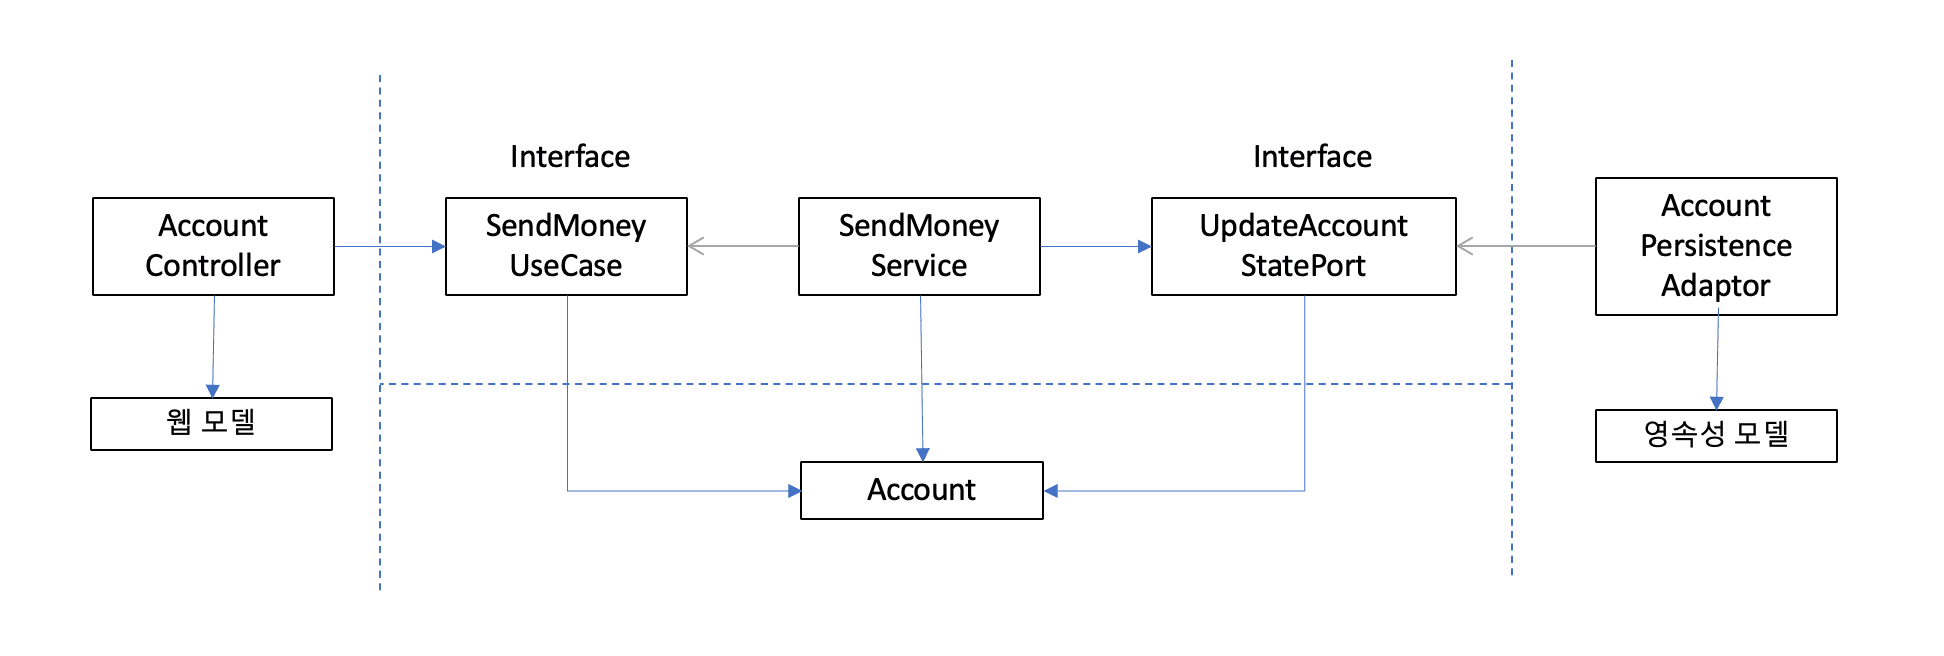 Interface
Interface
Account
Controller
SendMoney
UseCase
SendMoney
Service
UpdateAccount
StatePort
Account
Persistence
Adaptor
웹 모델
영속성 모델
Account